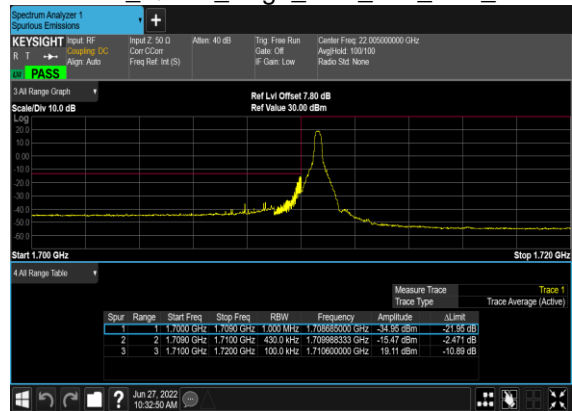 Spectrum Analyzer 1
Spurious Emissions
+
KEYSIGHT Input: RF Input Z: 50 Ω Atten: 40 dB Trig: Free Run Center Freq: 22.005000000 GHz
R T Coupling: DC Corr CCorr Gate: Off Avg|Hold: 100/100
Align: Auto Freq Ref: Int (S) IF Gain: Low Radio Std: None
PASS
3 All Range Graph
Ref Lvl Offset 7.80 dB
Scale/Div 10.0 dB Ref Value 30.00 dBm
Log
20.0
10.0
0.00
-10.0
-20.0
-30.0
-40.0
-50.0
-60.0
Start 1.700 GHz Stop 1.720 GHz
4 All Range Table
Measure Trace Trace 1
Trace Type Trace Average (Active)
Spur Range Start Freq Stop Freq RBW Frequency Amplitude ΔLimit
1 1 1.7000 GHz 1.7090 GHz 1.000 MHz 1.708685000 GHz -34.95 dBm -21.95 dB
2 2 1.7090 GHz 1.7100 GHz 430.0 kHz 1.709988333 GHz -15.47 dBm -2.471 dB
3 3 1.7100 GHz 1.7200 GHz 100.0 kHz 1.710600000 GHz 19.11 dBm -10.89 dB
? Jun 27, 2022
10:32:50 AM